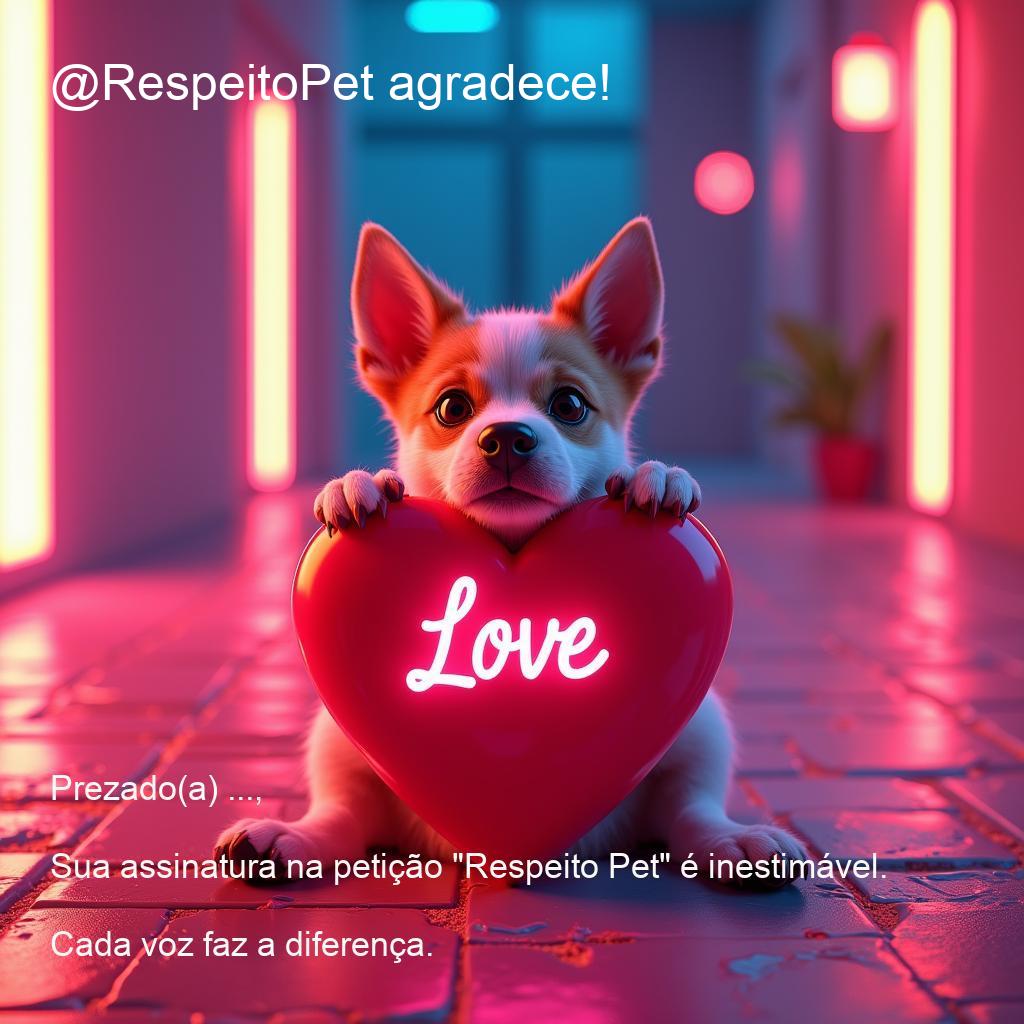 @RespeitoPet agradece!
Love
Prezado(a) ...,
Sua assinatura na petição "Respeito Pet" é inestimável.
Cada voz faz a diferença.